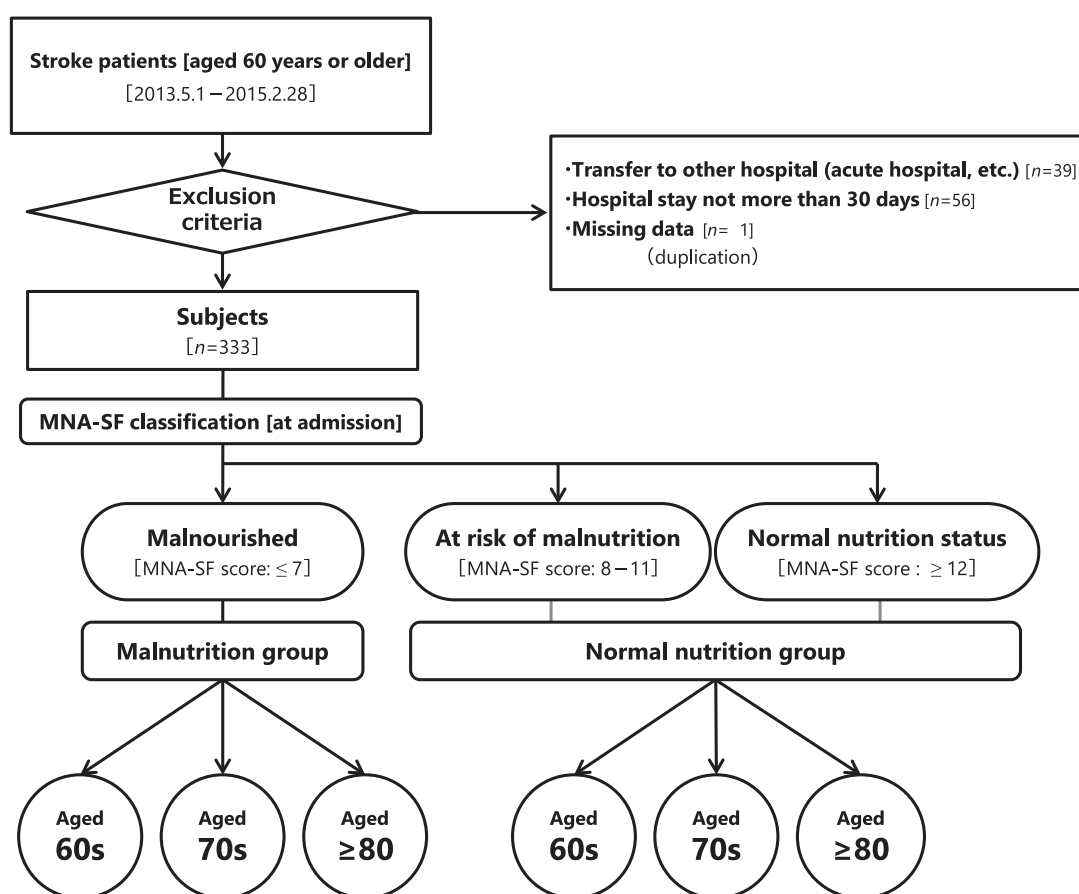 Stroke patients [aged 60 years or older]
[2013.5.1－2015.2.28]
Exclusion
criteria
·Transfer to other hospital (acute hospital, etc.) [n=39]
·Hospital stay not more than 30 days [n=56]
·Missing data [n= 1]
(duplication)
Subjects
[n=333]
MNA-SF classification [at admission]
Malnourished
[MNA-SF score: ≤ 7]
At risk of malnutrition
[MNA-SF score: 8－11]
Normal nutrition status
[MNA-SF score : ≥ 12]
Malnutrition group
Normal nutrition group
Aged
60s
Aged
70s
Aged
≥80
Aged
60s
Aged
70s
Aged
≥80